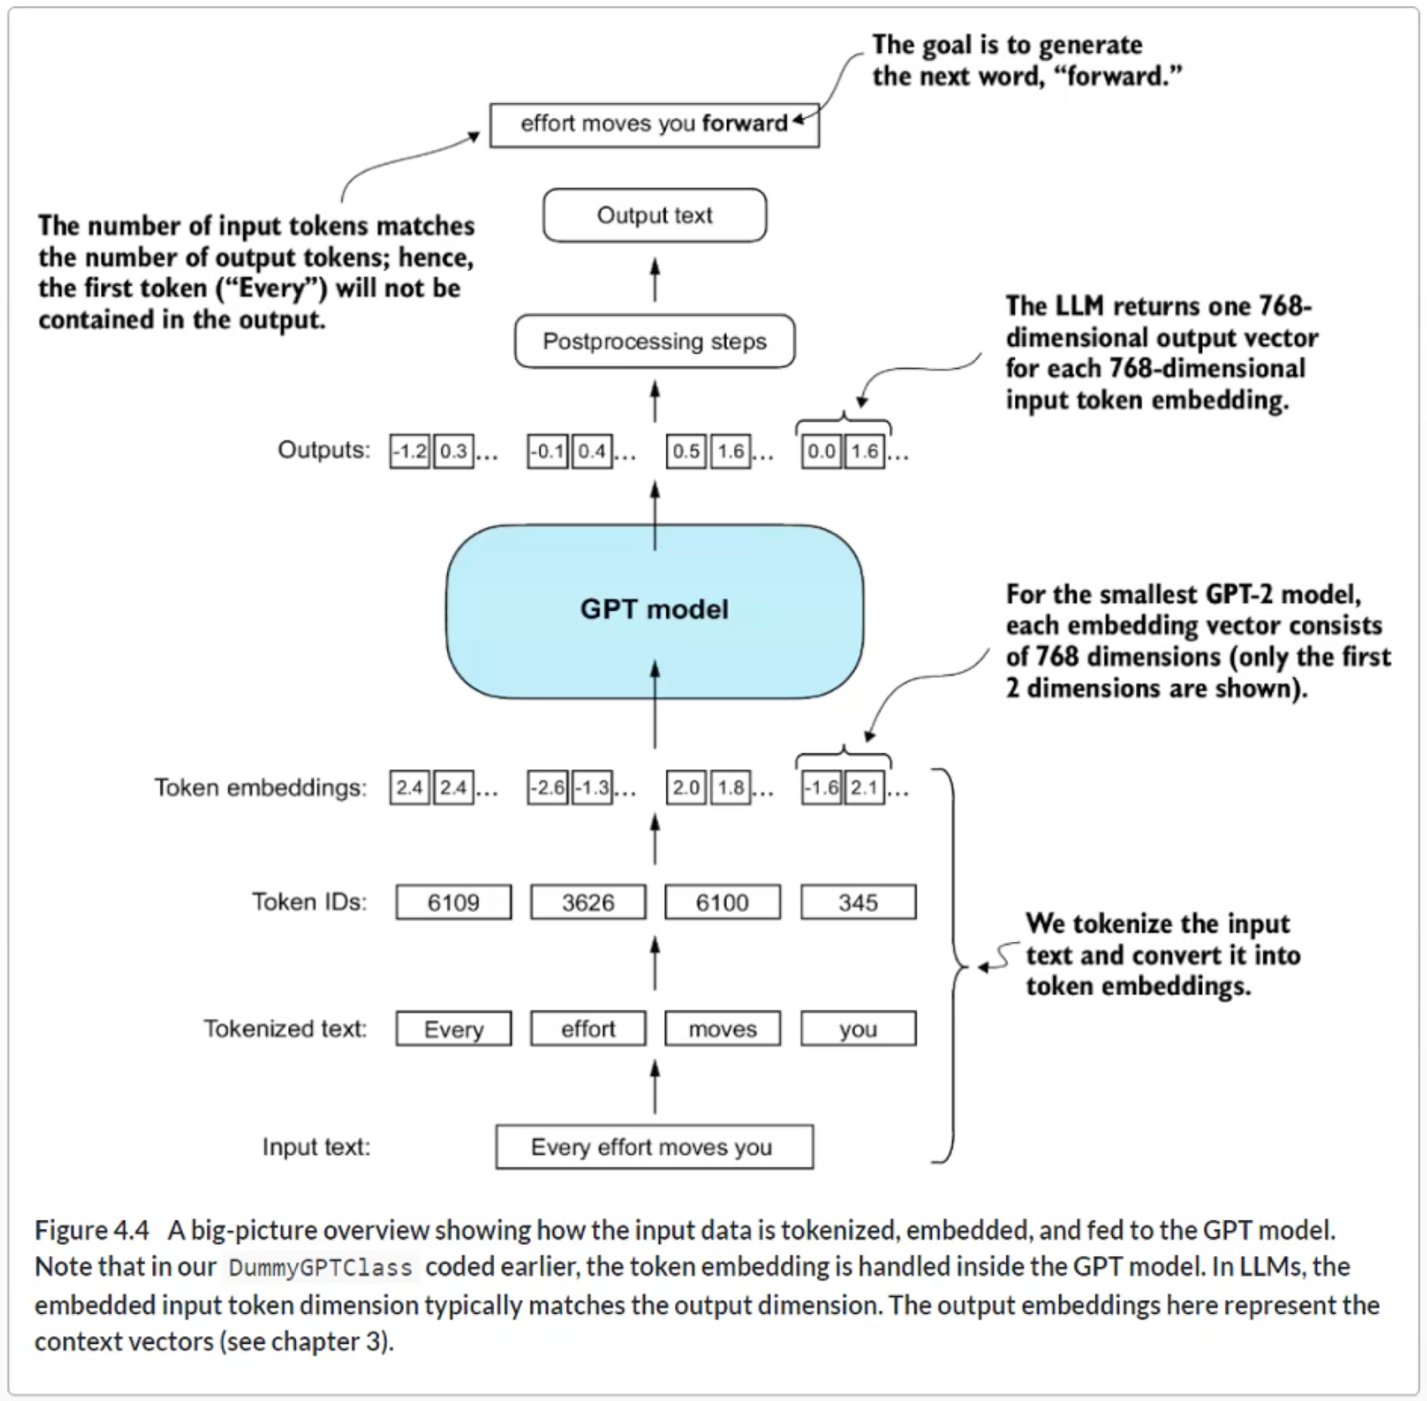 The goal is to generate
the next word, “forward.”
effort moves you forward
The number of input tokens matches
the number of output tokens; hence,
the first token (“Every”) will not be
contained in the output.
Output text
Postprocessing steps
The LLM returns one 768-
dimensional output vector
for each 768-dimensional
input token embedding.
Outputs: -1.2 0.3 ... -0.1 0.4 ... 0.5 1.6 ... 0.0 1.6 ...
GPT model
For the smallest GPT-2 model,
each embedding vector consists
of 768 dimensions (only the first
2 dimensions are shown).
Token embeddings: 2.4 2.4 ... -2.6 -1.3 ... 2.0 1.8 ... -1.6 2.1 ...
Token IDs: 6109 3626 6100 345
We tokenize the input
text and convert it into
token embeddings.
Tokenized text: Every effort moves you
Input text: Every effort moves you
Figure 4.4 A big-picture overview showing how the input data is tokenized, embedded, and fed to the GPT model.
Note that in our DummyGPTClass coded earlier, the token embedding is handled inside the GPT model. In LLMs, the
embedded input token dimension typically matches the output dimension. The output embeddings here represent the
context vectors (see chapter 3).